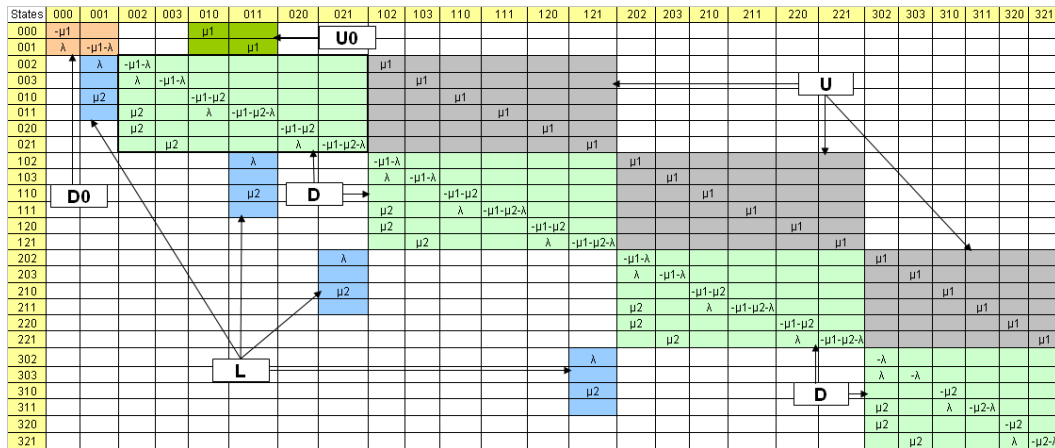 States 000 001 002 003 010 011 020 021 102 103 110 111 120 121 202 203 210 211 220 221 302 303 310 311 320 321
000 -μ1 μ1 U0
001 λ -μ1-λ μ1
002 λ -μ1-λ μ1
003 λ -μ1-λ μ1 U
010 μ2 -μ1-μ2 μ1
011 μ2 λ -μ1-μ2-λ μ1
020 μ2 -μ1-μ2 μ1
021 μ2 λ -μ1-μ2-λ μ1
102 λ -μ1-λ μ1
103 λ -μ1-λ μ1
110 D0 μ2 D -μ1-μ2 μ1
111 μ2 λ -μ1-μ2-λ μ1
120 μ2 -μ1-μ2 μ1
121 μ2 λ -μ1-μ2-λ μ1
202 λ -μ1-λ μ1
203 λ -μ1-λ μ1
210 μ2 -μ1-μ2 μ1
211 μ2 λ -μ1-μ2-λ μ1
220 μ2 -μ1-μ2 μ1
221 μ2 λ -μ1-μ2-λ μ1
302 λ -λ
303 L λ -λ
310 μ2 D -μ2
311 μ2 λ -μ2-λ
320 μ2 -μ2
321 μ2 λ -μ2-λ